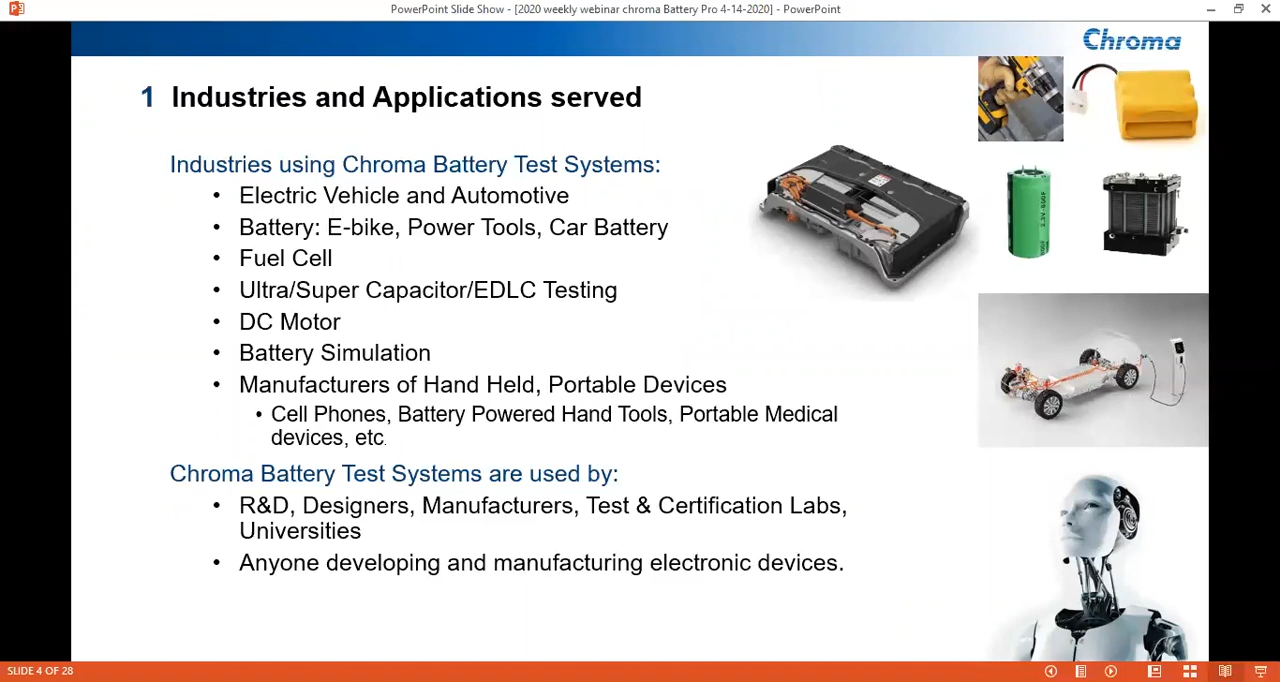 PowerPoint Slide Show - [2020 weekly webinar chroma Battery Pro 4-14-2020] - PowerPoint
Chroma
1 Industries and Applications served
Industries using Chroma Battery Test Systems:
• Electric Vehicle and Automotive
• Battery: E-bike, Power Tools, Car Battery
• Fuel Cell
• Ultra/Super Capacitor/EDLC Testing
• DC Motor
• Battery Simulation
• Manufacturers of Hand Held, Portable Devices
• Cell Phones, Battery Powered Hand Tools, Portable Medical
devices, etc.
Chroma Battery Test Systems are used by:
• R&D, Designers, Manufacturers, Test & Certification Labs,
Universities
• Anyone developing and manufacturing electronic devices.
SLIDE 4 OF 28